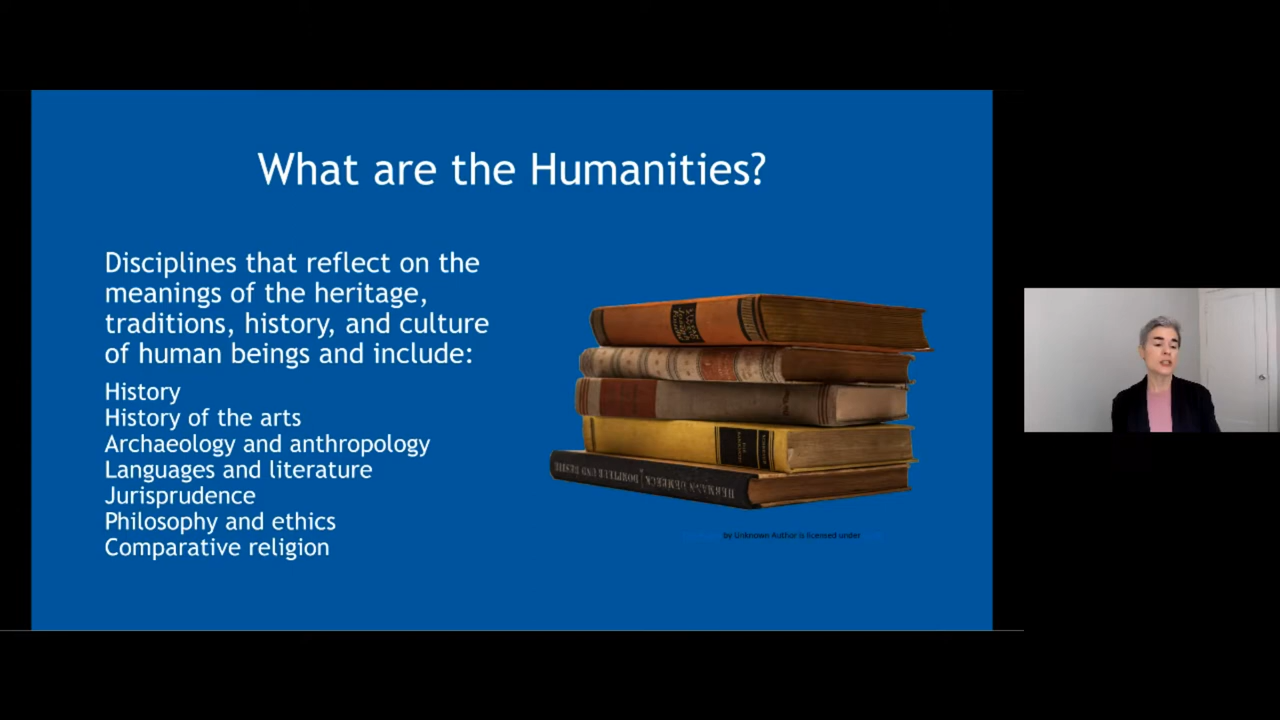 What are the Humanities?
Disciplines that reflect on the
meanings of the heritage,
traditions, history, and culture
of human beings and include:
History
History of the arts
Archaeology and anthropology
Languages and literature
Jurisprudence
Philosophy and ethics
Comparative religion
by Unknown Author is licensed under